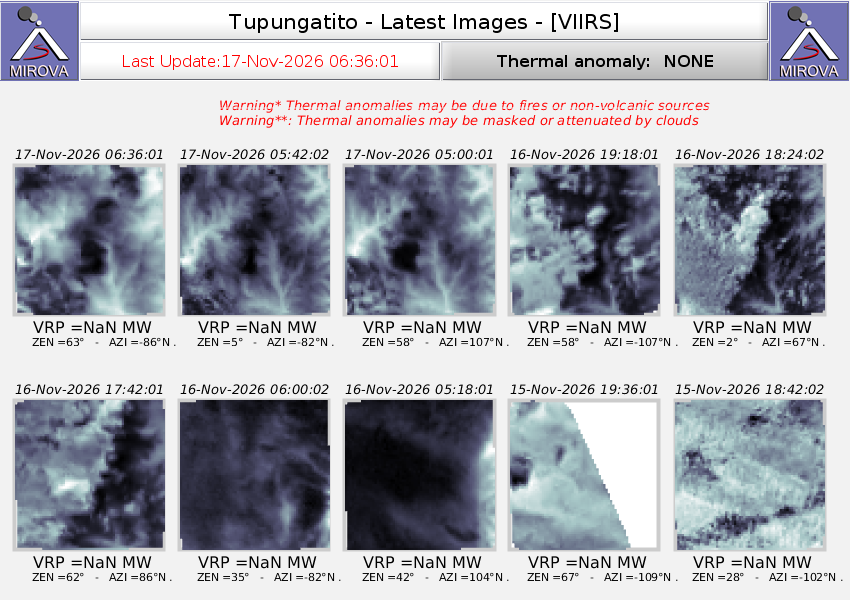 MIROVA
Tupungatito - Latest Images - [VIIRS]
Last Update:17-Nov-2026 06:36:01
Thermal anomaly: NONE
MIROVA
Warning* Thermal anomalies may be due to fires or non-volcanic sources
Warning**: Thermal anomalies may be masked or attenuated by clouds
17-Nov-2026 06:36:01 17-Nov-2026 05:42:02 17-Nov-2026 05:00:01 16-Nov-2026 19:18:01 16-Nov-2026 18:24:02
VRP =NaN MW VRP =NaN MW VRP =NaN MW VRP =NaN MW VRP =NaN MW
ZEN =63° - AZI =-86°N . ZEN =5° - AZI =-82°N . ZEN =58° - AZI =107°N . ZEN =58° - AZI =-107°N . ZEN =2° - AZI =67°N .
16-Nov-2026 17:42:01 16-Nov-2026 06:00:02 16-Nov-2026 05:18:01 15-Nov-2026 19:36:01 15-Nov-2026 18:42:02
VRP =NaN MW VRP =NaN MW VRP =NaN MW VRP =NaN MW VRP =NaN MW
ZEN =62° - AZI =86°N . ZEN =35° - AZI =-82°N . ZEN =42° - AZI =104°N . ZEN =67° - AZI =-109°N . ZEN =28° - AZI =-102°N .